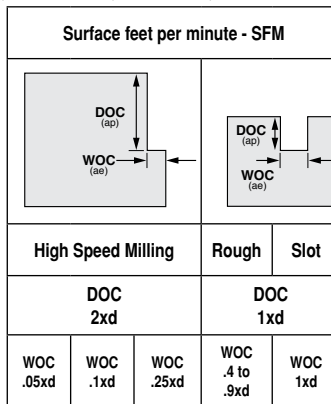 Surface feet per minute - SFM
DOC
(ap)
WOC
(ae)
DOC
(ap)
WOC
(ae)
High Speed Milling
Rough
Slot
DOC
2xd
DOC
1xd
WOC
.05xd
WOC
.1xd
WOC
.25xd
WOC
.4 to
.9xd
WOC
1xd